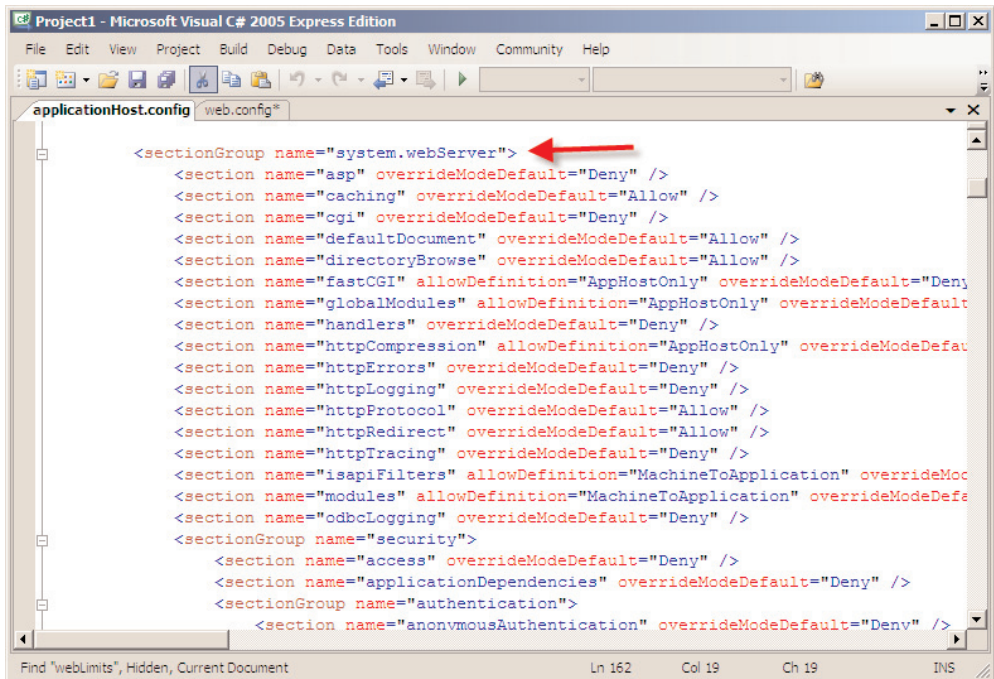 Project1 - Microsoft Visual C# 2005 Express Edition
File Edit View Project Build Debug Data Tools Window Community Help
applicationHost.config web.config*
<sectionGroup name="system.webServer">
<section name="asp" overrideModeDefault="Deny" />
<section name="caching" overrideModeDefault="Allow" />
<section name="cgi" overrideModeDefault="Deny" />
<section name="defaultDocument" overrideModeDefault="Allow" />
<section name="directoryBrowse" overrideModeDefault="Allow" />
<section name="fastCGI" allowDefinition="AppHostOnly" overrideModeDefault="Deny
<section name="globalModules" allowDefinition="AppHostOnly" overrideModeDefault
<section name="handlers" overrideModeDefault="Deny" />
<section name="httpCompression" allowDefinition="AppHostOnly" overrideModeDefau
<section name="httpErrors" overrideModeDefault="Deny" />
<section name="httpLogging" overrideModeDefault="Deny" />
<section name="httpProtocol" overrideModeDefault="Allow" />
<section name="httpRedirect" overrideModeDefault="Allow" />
<section name="httpTracing" overrideModeDefault="Deny" />
<section name="isapiFilters" allowDefinition="MachineToApplication" overrideMod
<section name="modules" allowDefinition="MachineToApplication" overrideModeDefa
<section name="odbcLogging" overrideModeDefault="Deny" />
<sectionGroup name="security">
<section name="access" overrideModeDefault="Deny" />
<section name="applicationDependencies" overrideModeDefault="Deny" />
<sectionGroup name="authentication">
<section name="anonymousAuthentication" overrideModeDefault="Deny" />
Find "webLimits", Hidden, Current Document Ln 162 Col 19 Ch 19 INS